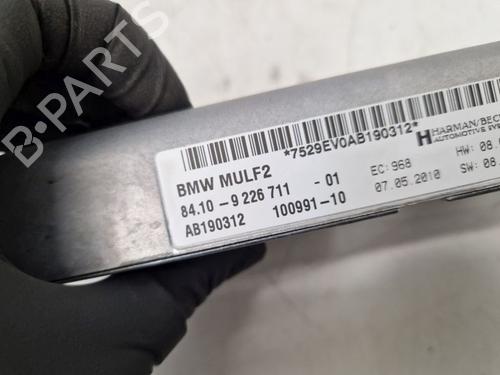 *7529EV0AB190312*
HARMAN/BEC
AUTOMOTIVE SYS
BMW MULF2
EC:968
HW: 08.
84.10 - 9 226 711 - 01
07.05.2010
SW: 08.
AB190312
100991-10
B-PARTS